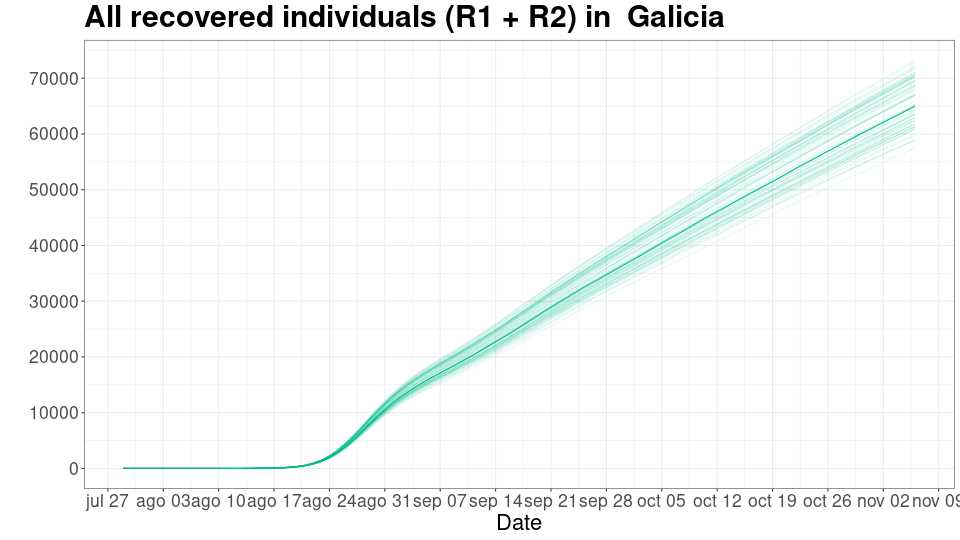 All recovered individuals (R1 + R2) in  Galicia
70000
60000
50000
40000
30000
20000
10000
0
jul 27 ago 03 ago 10 ago 17 ago 24 ago 31 sep 07 sep 14 sep 21 sep 28 oct 05 oct 12 oct 19 oct 26 nov 02 nov 09
Date